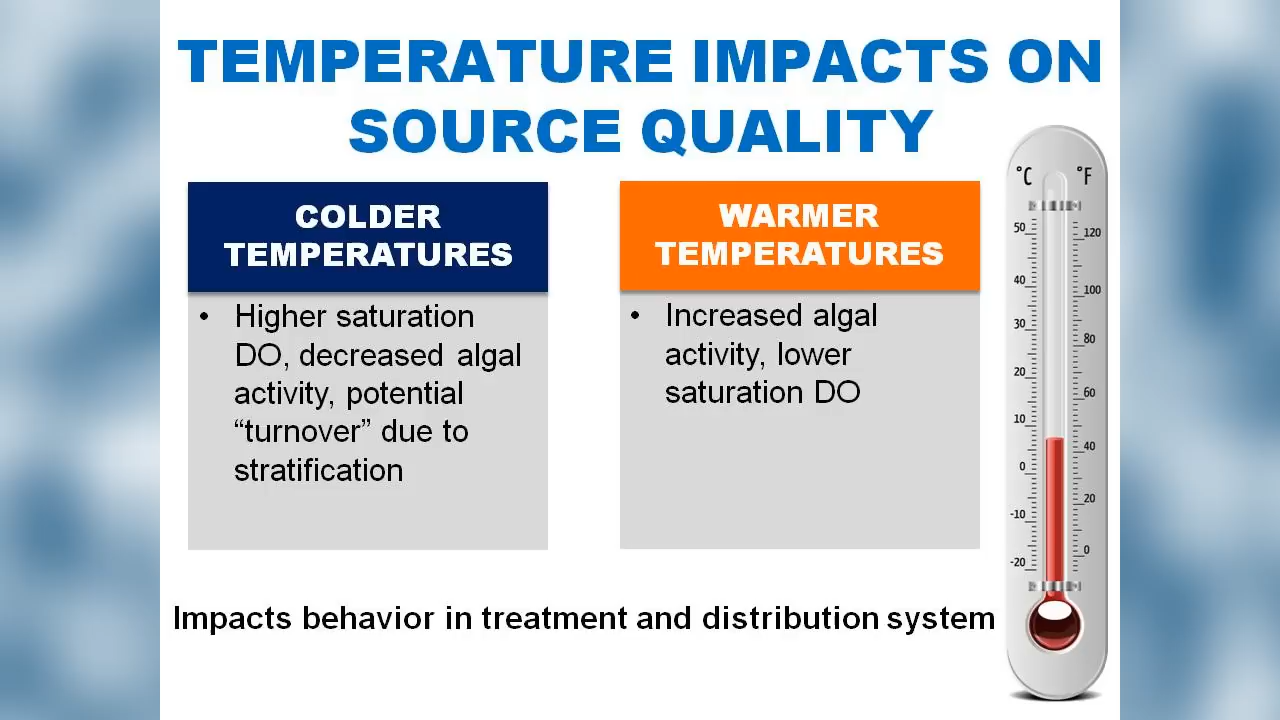 TEMPERATURE IMPACTS ON
SOURCE QUALITY
COLDER
TEMPERATURES
• Higher saturation
DO, decreased algal
activity, potential
“turnover” due to
stratification
WARMER
TEMPERATURES
• Increased algal
activity, lower
saturation DO
Impacts behavior in treatment and distribution system
°C °F
50
120
40
100
30
80
20
60
10
40
0
20
-10
0
-20